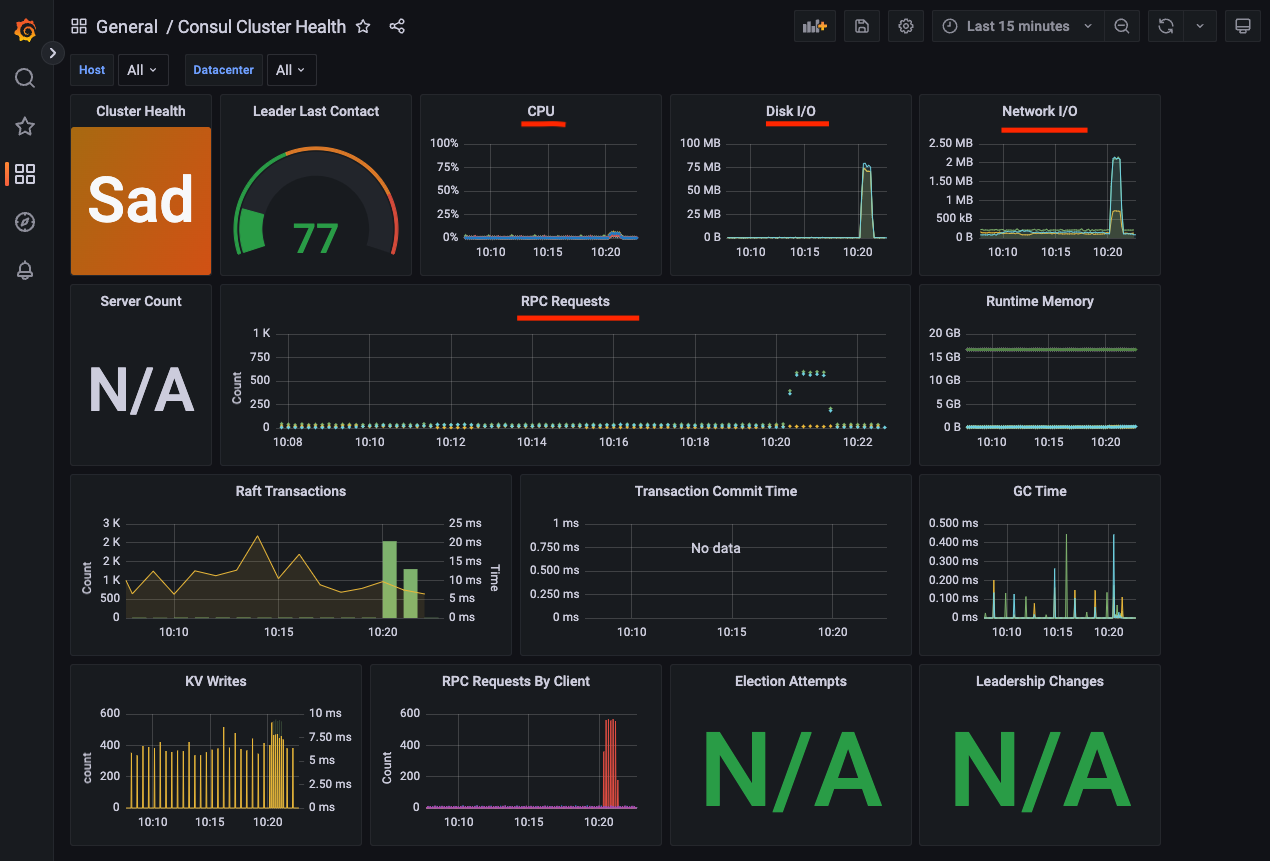 General / Consul Cluster Health
Last 15 minutes
Host All Datacenter All
Cluster Health
Sad
Leader Last Contact
77
CPU
100%
75%
50%
25%
0%
10:10 10:15 10:20
Disk I/O
100 MB
75 MB
50 MB
25 MB
0 B
10:10 10:15 10:20
Network I/O
2.50 MB
2 MB
1.50 MB
1 MB
500 kB
0 B
10:10 10:15 10:20
Server Count
N/A
RPC Requests
Count
1 K
750
500
250
0
10:08 10:10 10:12 10:14 10:16 10:18 10:20 10:22
Runtime Memory
20 GB
15 GB
10 GB
5 GB
0 B
10:10 10:15 10:20
Raft Transactions
Count
3 K
2 K
2 K
1 K
500
0
25 ms
20 ms
15 ms
10 ms
5 ms
0 ms
Time
10:10 10:15 10:20
Transaction Commit Time
1 ms
0.750 ms
0.500 ms
0.250 ms
0 ms
No data
10:10 10:15 10:20
GC Time
0.500 ms
0.400 ms
0.300 ms
0.200 ms
0.100 ms
0 ms
10:10 10:15 10:20
KV Writes
count
600
400
200
0
10 ms
7.50 ms
5 ms
2.50 ms
0 ms
10:10 10:15 10:20
RPC Requests By Client
Count
600
400
200
0
10:10 10:15 10:20
Election Attempts
N/A
Leadership Changes
N/A